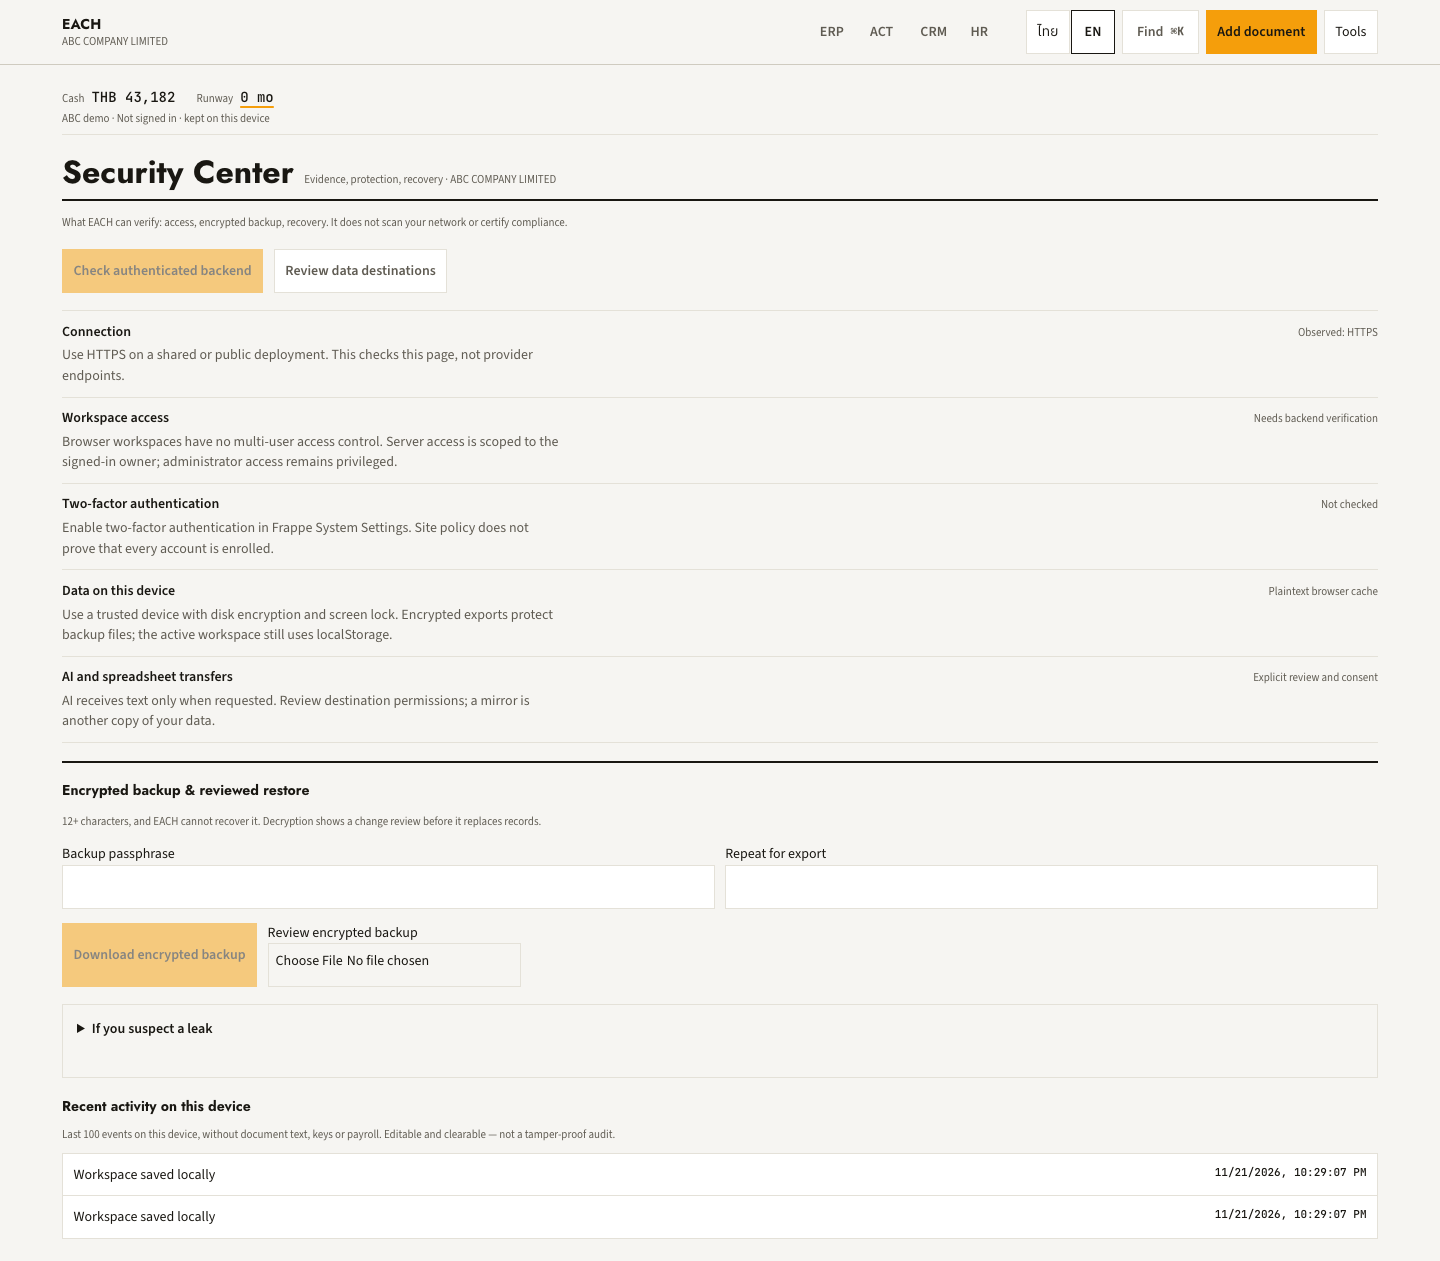 EACH
ABC COMPANY LIMITED
ERP ACT CRM HR ไทย EN Find ⌘K Add document Tools
Cash THB 43,182 Runway 0 mo
ABC demo · Not signed in · kept on this device
Security Center Evidence, protection, recovery · ABC COMPANY LIMITED
What EACH can verify: access, encrypted backup, recovery. It does not scan your network or certify compliance.
Check authenticated backend Review data destinations
Connection Observed: HTTPS
Use HTTPS on a shared or public deployment. This checks this page, not provider
endpoints.
Workspace access Needs backend verification
Browser workspaces have no multi-user access control. Server access is scoped to the
signed-in owner; administrator access remains privileged.
Two-factor authentication Not checked
Enable two-factor authentication in Frappe System Settings. Site policy does not
prove that every account is enrolled.
Data on this device Plaintext browser cache
Use a trusted device with disk encryption and screen lock. Encrypted exports protect
backup files; the active workspace still uses localStorage.
AI and spreadsheet transfers Explicit review and consent
AI receives text only when requested. Review destination permissions; a mirror is
another copy of your data.
Encrypted backup & reviewed restore
12+ characters, and EACH cannot recover it. Decryption shows a change review before it replaces records.
Backup passphrase Repeat for export
Download encrypted backup Review encrypted backup
Choose File No file chosen
If you suspect a leak
Recent activity on this device
Last 100 events on this device, without document text, keys or payroll. Editable and clearable — not a tamper-proof audit.
Workspace saved locally 11/21/2026, 10:29:07 PM
Workspace saved locally 11/21/2026, 10:29:07 PM